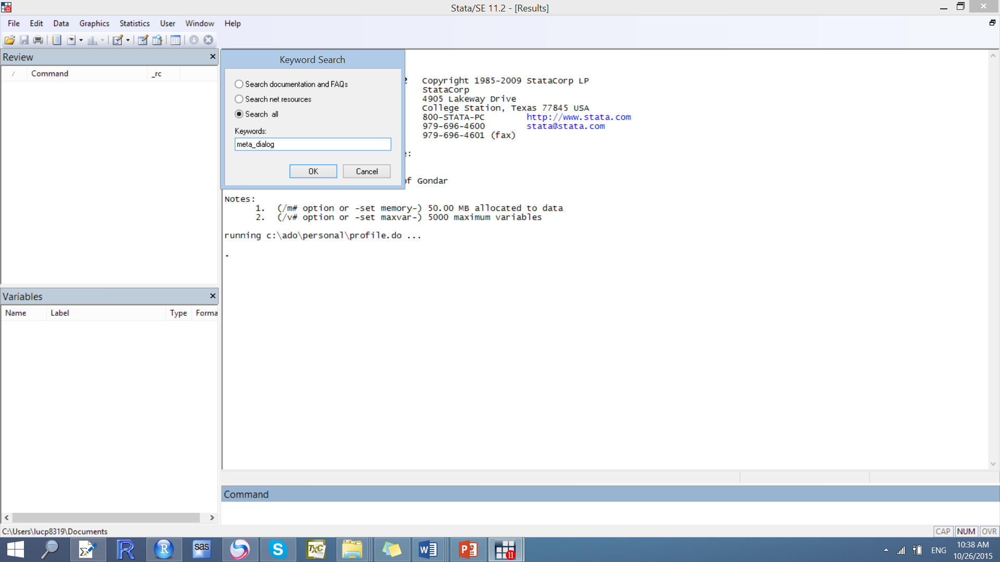 Stata/SE 11.2 - [Results]
File Edit Data Graphics Statistics User Window Help
Review
/ Command _rc
Keyword Search
Search documentation and FAQs
Search net resources
Search all
Keywords:
meta_dialog
OK Cancel
2 Copyright 1985-2009 StataCorp LP
StataCorp
4905 Lakeway Drive
College Station, Texas 77845 USA
800-STATA-PC http://www.stata.com
979-696-4600 stata@stata.com
979-696-4601 (fax)
e:
of Gondar
Notes:
1. (/m# option or -set memory-) 50.00 MB allocated to data
2. (/v# option or -set maxvar-) 5000 maximum variables
running c:\ado\personal\profile.do ...
.
Variables
Name Label Type Forma
Command
C:\Users\lucp8319\Documents
CAP NUM OVR
R R sas S TXC W P 11
ENG
10:38 AM
10/26/2015